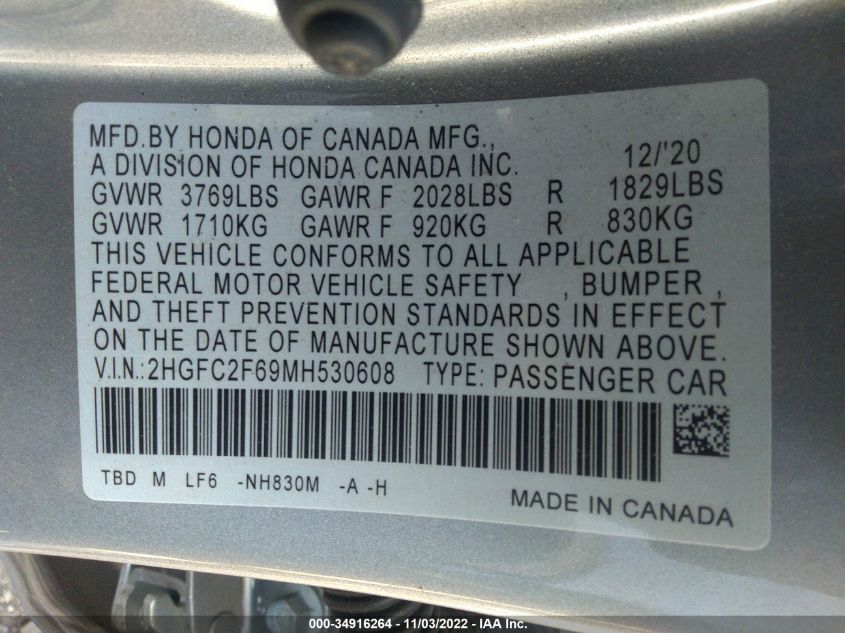 MFD.BY HONDA OF CANADA MFG.,
A DIVISION OF HONDA CANADA INC. 12/'20
GVWR 3769LBS GAWR F 2028LBS R 1829LBS
GVWR 1710KG GAWR F 920KG R 830KG
THIS VEHICLE CONFORMS TO ALL APPLICABLE
FEDERAL MOTOR VEHICLE SAFETY , BUMPER ,
AND THEFT PREVENTION STANDARDS IN EFFECT
ON THE DATE OF MANUFACTURE SHOWN ABOVE.
V.I.N.:2HGFC2F69MH530608 TYPE: PASSENGER CAR
TBD M LF6 -NH830M -A -H
MADE IN CANADA
000-34916264 - 11/03/2022 - IAA Inc.